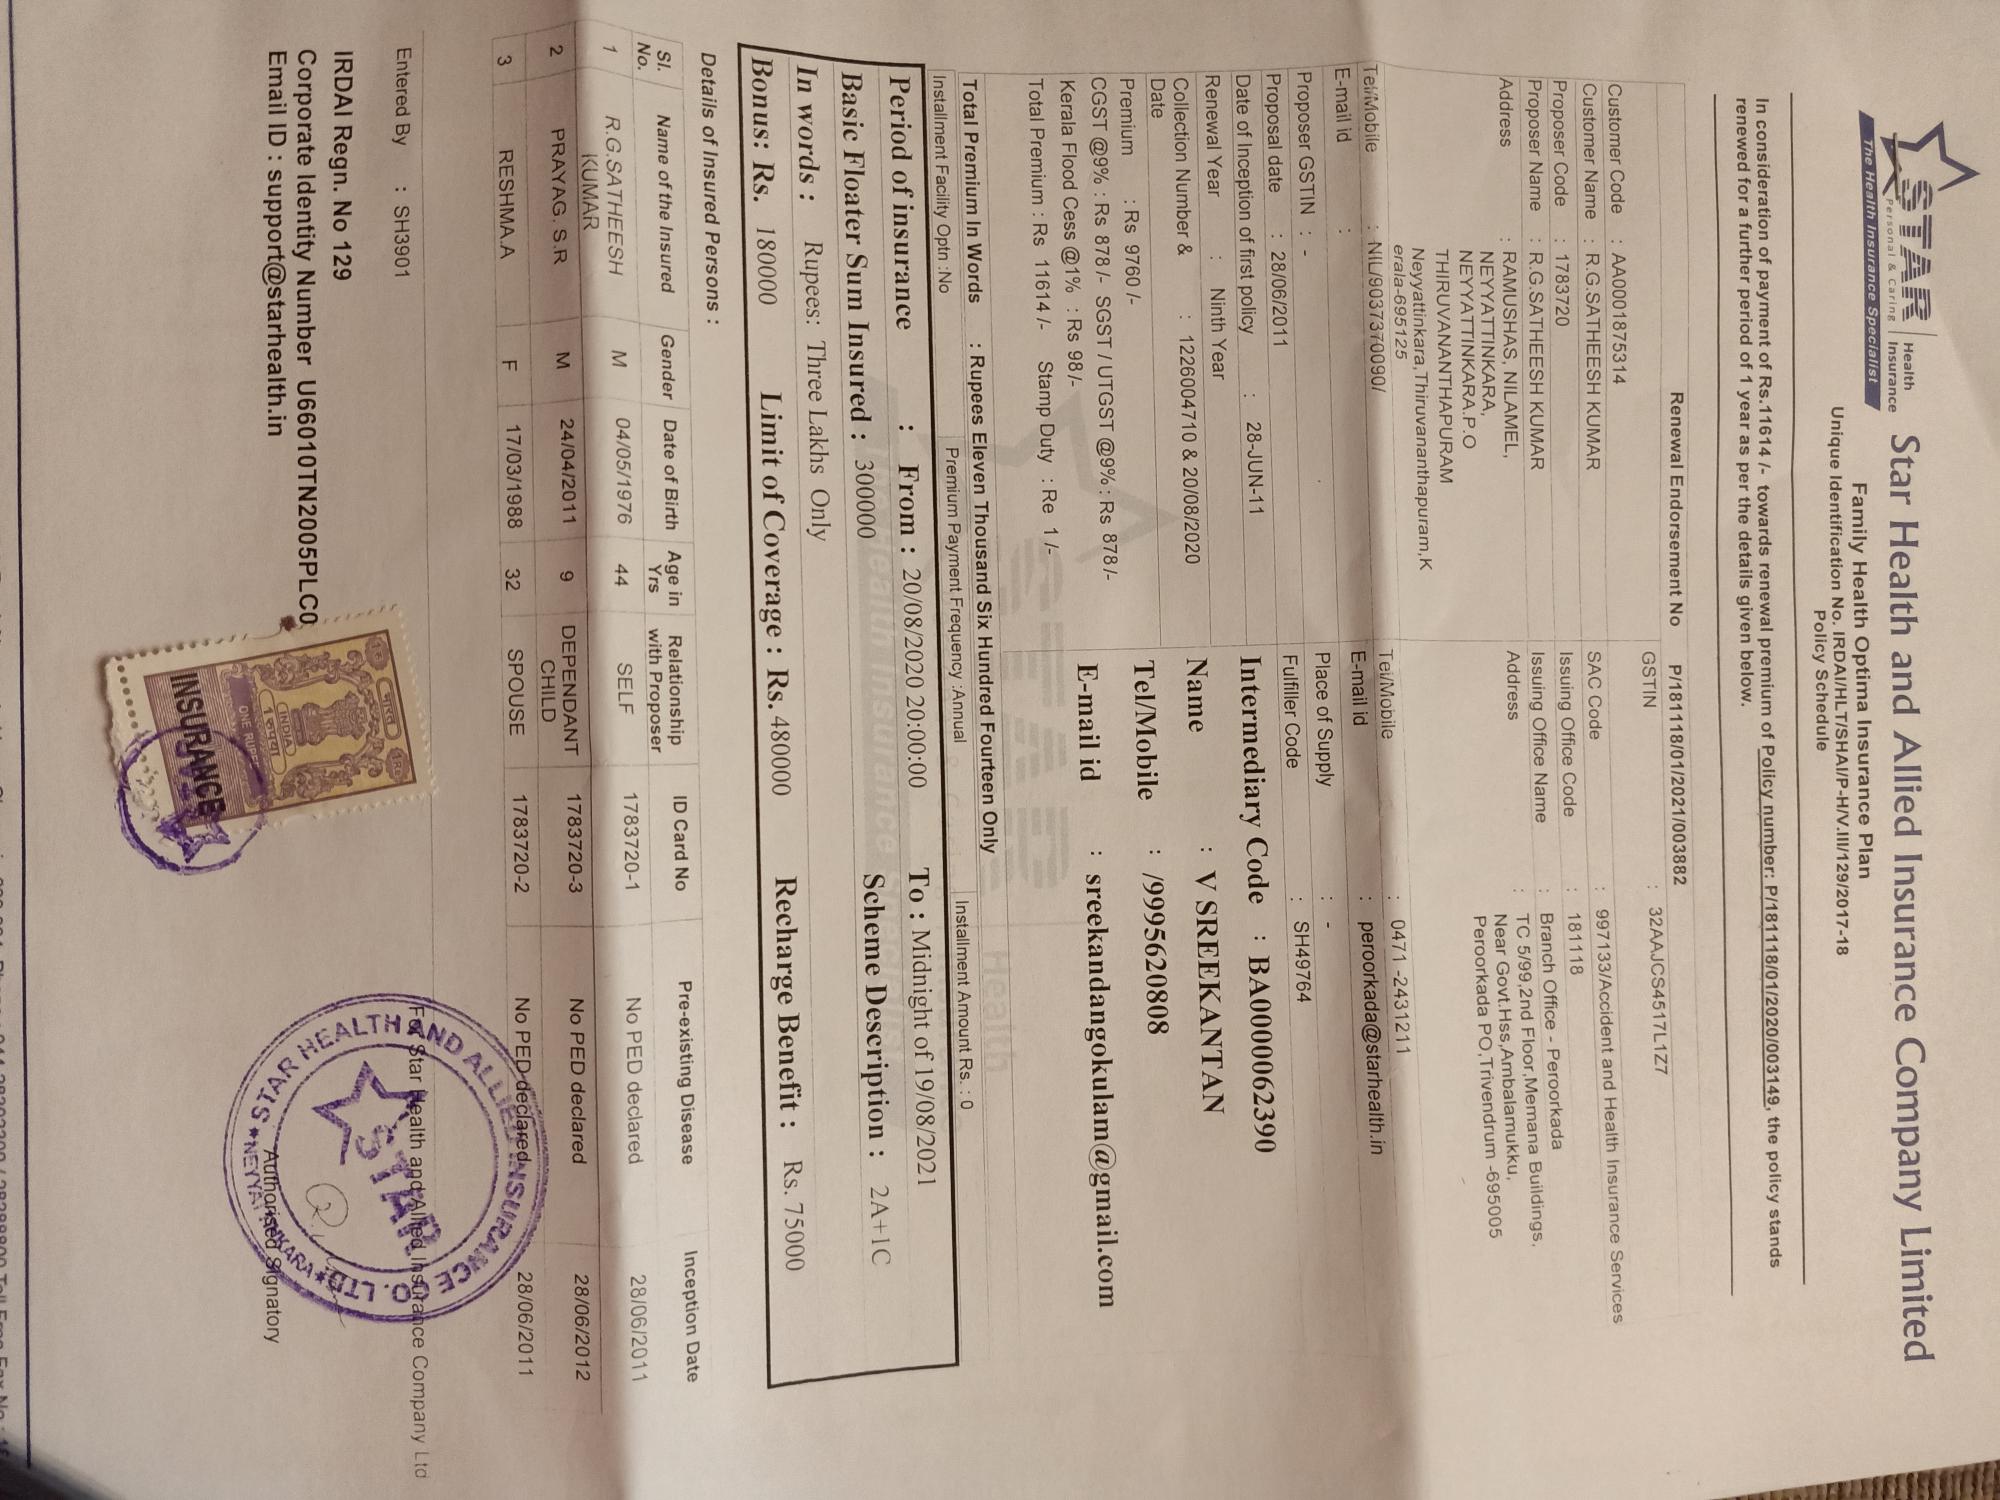 STAR
Personal & Caring
Health
Insurance
The Health Insurance Specialist
Star Health and Allied Insurance Company Limited
Family Health Optima Insurance Plan
Unique Identification No. IRDAI/HLT/SHAI/P-H/V.III/129/2017-18
Policy Schedule
In consideration of payment of Rs.11614 /- towards renewal premium of Policy number: P/181118/01/2020/003149, the policy stands
renewed for a further period of 1 year as per the details given below.
Renewal Endorsement No P/181118/01/2021/003882
GSTIN : 32AAJCS4517L1Z7
Customer Code : AA0001875314
Customer Name : R.G.SATHEESH KUMAR SAC Code : 997133/Accident and Health Insurance Services
Proposer Code : 1783720 Issuing Office Code : 181118
Proposer Name : R.G.SATHEESH KUMAR Issuing Office Name : Branch Office - Peroorkada
Address : RAMUSHAS, NILAMEL, Address : TC 5/99,2nd Floor,Memana Buildings,
NEYYATTINKARA, Near Govt.Hss,Ambalamukku,
NEYYATTINKARA.P.O Peroorkada PO,Trivendrum -695005
THIRUVANANTHAPURAM
Neyyattinkara,Thiruvananthapuram,K
erala-695125
Tel/Mobile : NIL/9037370090/ Tel/Mobile : 0471 -2431211
E-mail id : E-mail id : peroorkada@starhealth.in
Proposer GSTIN : - Place of Supply : -
Proposal date : 28/06/2011 Fulfiller Code : SH49764
Date of Inception of first policy : 28-JUN-11 Intermediary Code : BA0000062390
Renewal Year : Ninth Year Name : V SREEKANTAN
Collection Number & : 1226004710 & 20/08/2020
Date
Tel/Mobile : /9995620808
Premium : Rs 9760 /-
CGST @9% : Rs 878 /- SGST / UTGST @9% : Rs 878 /- E-mail id : sreekandangokulam@gmail.com
Kerala Flood Cess @1% : Rs 98/-
Total Premium : Rs 11614 /- Stamp Duty : Re 1 /-
STAR
Health
Total Premium In Words : Rupees Eleven Thousand Six Hundred Fourteen Only
Installment Facility Optn :No Premium Payment Frequency :Annual Installment Amount Rs. : 0
Period of insurance : From : 20/08/2020 20:00:00 To : Midnight of 19/08/2021
The Health Insurance Specialist
Basic Floater Sum Insured : 300000 Scheme Description : 2A+1C
In words : Rupees: Three Lakhs Only
Bonus: Rs. 180000 Limit of Coverage : Rs. 480000 Recharge Benefit : Rs. 75000
Details of Insured Persons :
Sl. No. Name of the Insured Gender Date of Birth Age in Yrs Relationship with Proposer ID Card No Pre-existing Disease Inception Date
1 R.G.SATHEESH KUMAR M 04/05/1976 44 SELF 1783720-1 No PED declared 28/06/2011
2 PRAYAG. S.R M 24/04/2011 9 DEPENDANT CHILD 1783720-3 No PED declared 28/06/2012
3 RESHMA.A F 17/03/1988 32 SPOUSE 1783720-2 No PED declared 28/06/2011
Entered By : SH3901
For Star Health and Allied Insurance Company Ltd
STAR HEALTH AND ALLIED INSURANCE CO. LTD.
STAR
IRDAI Regn. No 129
Corporate Identity Number U66010TN2005PLC0
Email ID : support@starhealth.in
Authorised Signatory
1 रु भारत 1Re
INDIA
1 रुपया
ONE RUPEE
INSURANCE
STAR